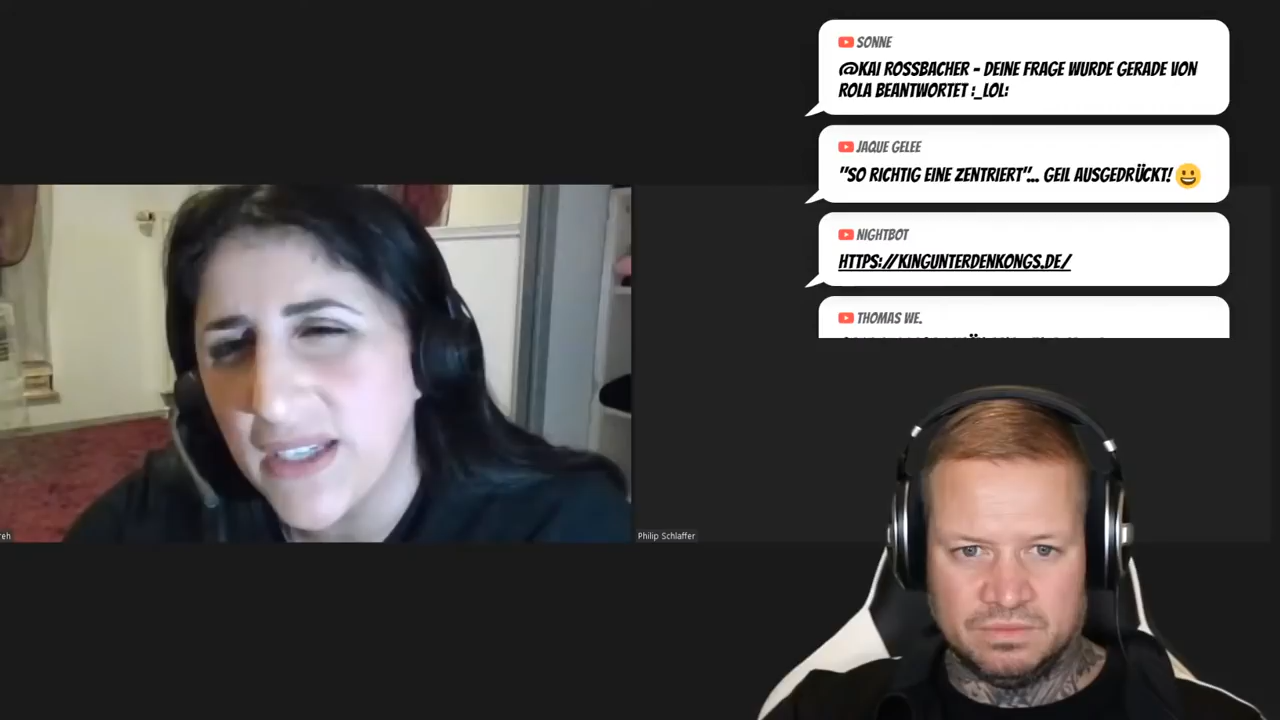 SONNE
@KAI ROSSBACHER - DEINE FRAGE WURDE GERADE VON
ROLA BEANTWORTET :_LOL:
JAQUE GELEE
"SO RICHTIG EINE ZENTRIERT"... GEIL AUSGEDRÜCKT! 😀
NIGHTBOT
HTTPS://KINGUNTERDENKONGS.DE/
THOMAS WE.
reh
Philip Schlaffer